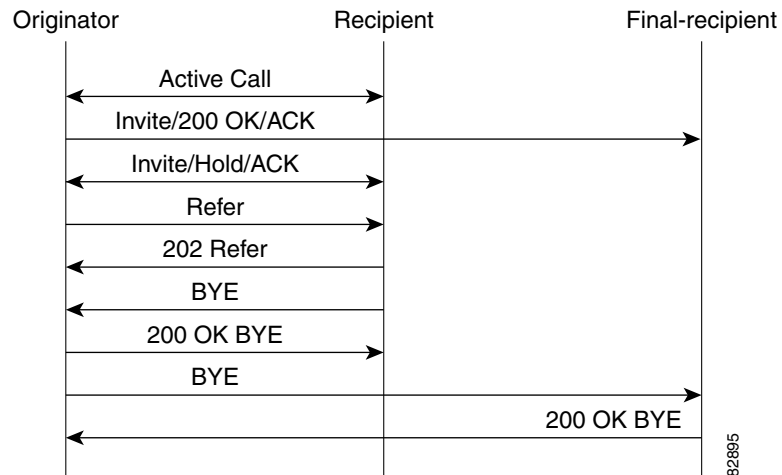 Originator Recipient Final-recipient
Active Call
Invite/200 OK/ACK
Invite/Hold/ACK
Refer
202 Refer
BYE
200 OK BYE
BYE
200 OK BYE
82895